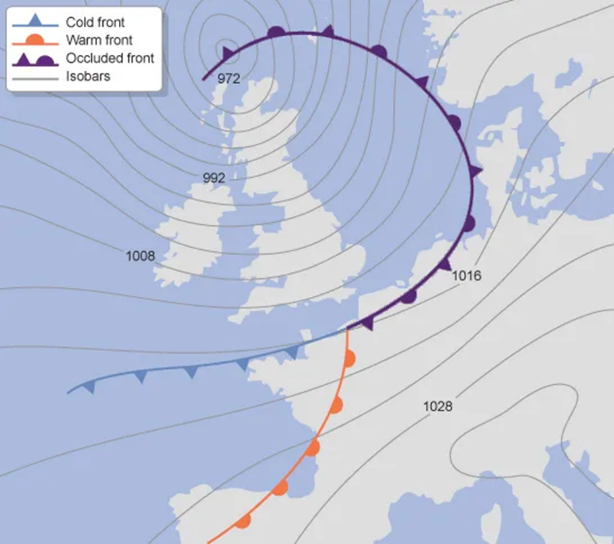 Cold front
Warm front
Occluded front
Isobars
972
992
1008
1016
1028